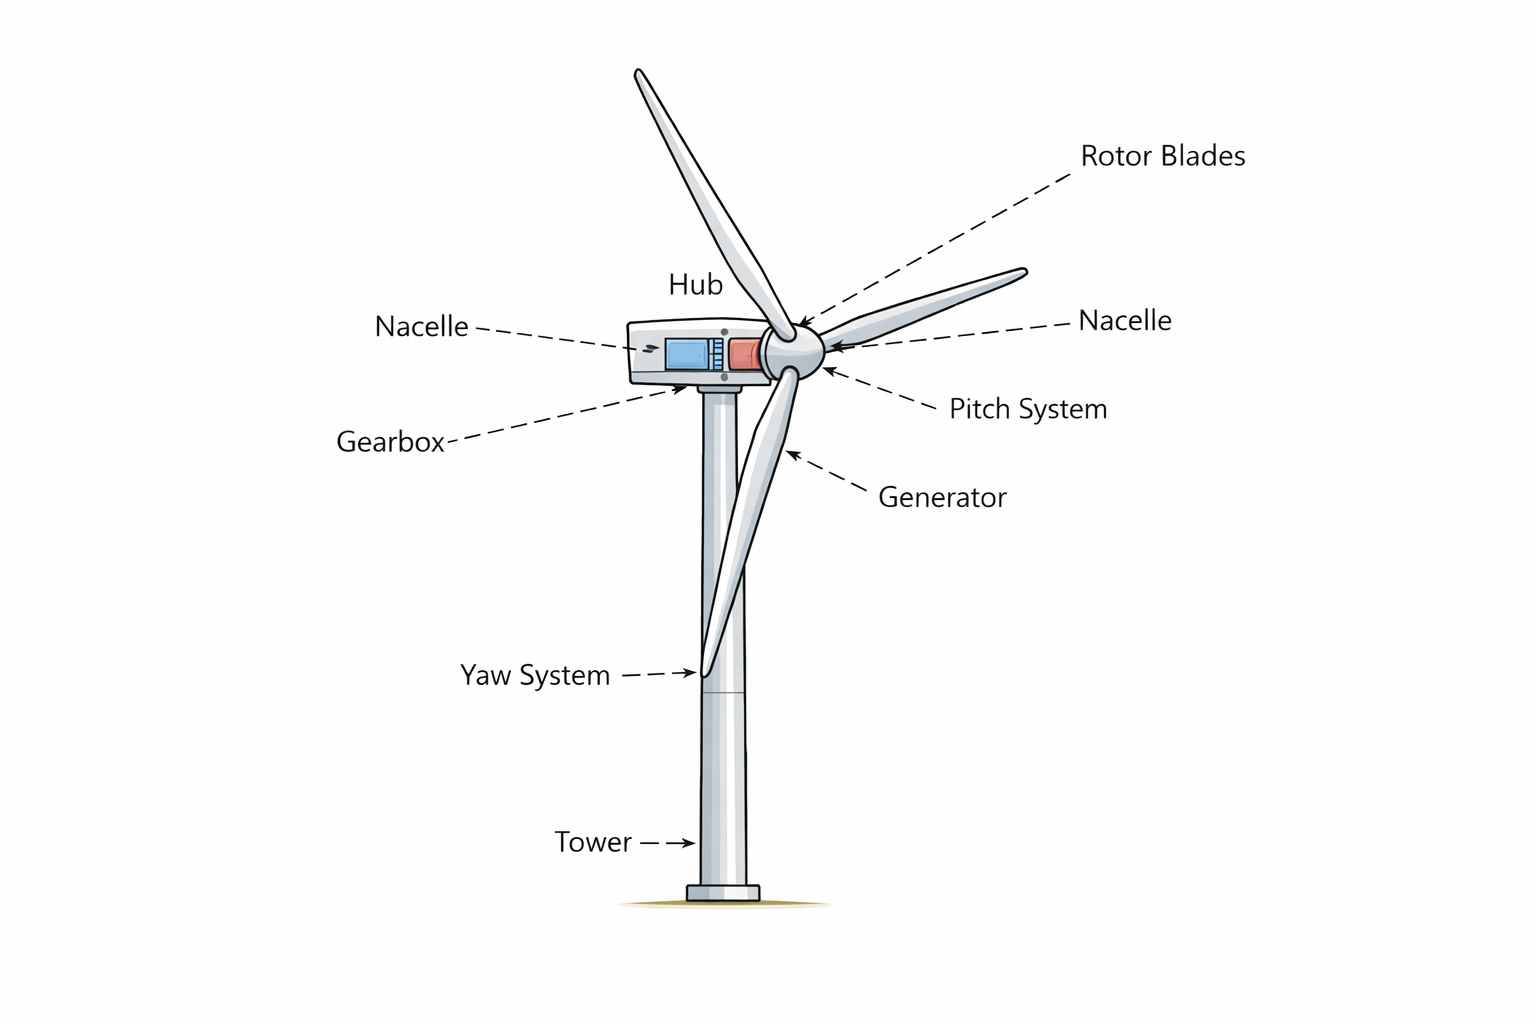 Rotor Blades
Hub
Nacelle
Nacelle
Pitch System
Gearbox
Generator
Yaw System
Tower